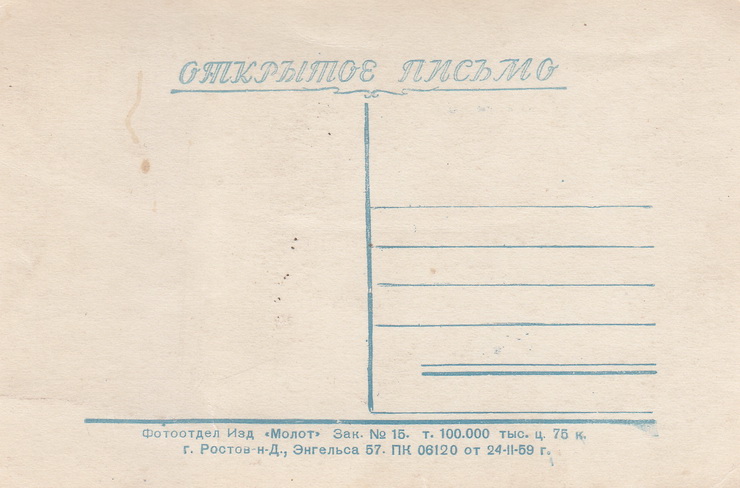 ОТКРЫТОЕ ПИСЬМО
Фотоотдел Изд «Молот» Зак. № 15. т. 100.000 тыс. ц. 75 к.
г. Ростов-н-Д., Энгельса 57. ПК 06120 от 24-II-59 г.